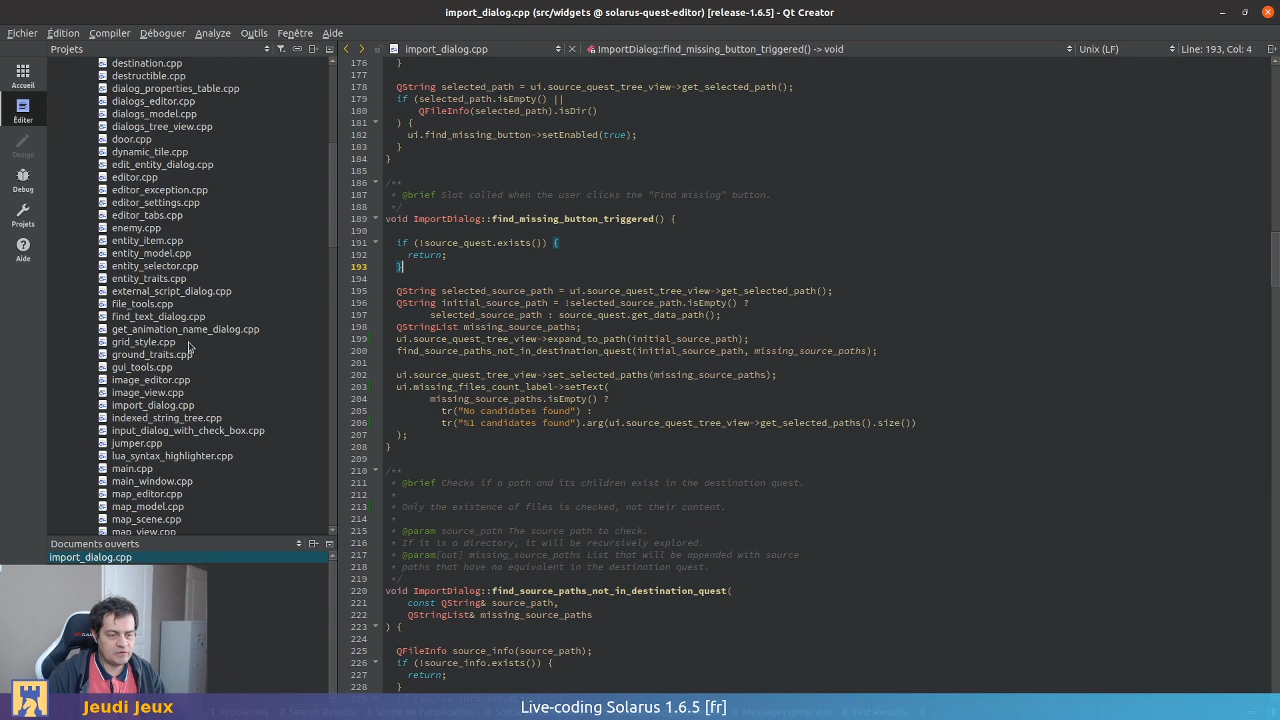 import_dialog.cpp (src/widgets @ solarus-quest-editor) [release-1.6.5] - Qt Creator
Fichier Édition Compiler Déboguer Analyze Outils Fenêtre Aide
Projets
import_dialog.cpp
ImportDialog::find_missing_button_triggered() -> void
Unix (LF)
Line: 193, Col: 4
Accueil
Éditer
Design
Debug
Projets
Aide
destination.cpp
destructible.cpp
dialog_properties_table.cpp
dialogs_editor.cpp
dialogs_model.cpp
dialogs_tree_view.cpp
door.cpp
dynamic_tile.cpp
edit_entity_dialog.cpp
editor.cpp
editor_exception.cpp
editor_settings.cpp
editor_tabs.cpp
enemy.cpp
entity_item.cpp
entity_model.cpp
entity_selector.cpp
entity_traits.cpp
external_script_dialog.cpp
file_tools.cpp
find_text_dialog.cpp
get_animation_name_dialog.cpp
grid_style.cpp
ground_traits.cpp
gui_tools.cpp
image_editor.cpp
image_view.cpp
import_dialog.cpp
indexed_string_tree.cpp
input_dialog_with_check_box.cpp
jumper.cpp
lua_syntax_highlighter.cpp
main.cpp
main_window.cpp
map_editor.cpp
map_model.cpp
map_scene.cpp
map_view.cpp
Documents ouverts
import_dialog.cpp
176 }
177
178 QString selected_path = ui.source_quest_tree_view->get_selected_path();
179 if (selected_path.isEmpty() ||
180 QFileInfo(selected_path).isDir()
181 ) {
182 ui.find_missing_button->setEnabled(true);
183 }
184 }
185
186 /**
187 * @brief Slot called when the user clicks the "Find missing" button.
188 */
189 void ImportDialog::find_missing_button_triggered() {
190
191 if (!source_quest.exists()) {
192 return;
193 }
194
195 QString selected_source_path = ui.source_quest_tree_view->get_selected_path();
196 QString initial_source_path = !selected_source_path.isEmpty() ?
197 selected_source_path : source_quest.get_data_path();
198 QStringList missing_source_paths;
199 ui.source_quest_tree_view->expand_to_path(initial_source_path);
200 find_source_paths_not_in_destination_quest(initial_source_path, missing_source_paths);
201
202 ui.source_quest_tree_view->set_selected_paths(missing_source_paths);
203 ui.missing_files_count_label->setText(
204 missing_source_paths.isEmpty() ?
205 tr("No candidates found") :
206 tr("%1 candidates found").arg(ui.source_quest_tree_view->get_selected_paths().size())
207 );
208 }
209
210 /**
211 * @brief Checks if a path and its children exist in the destination quest.
212 *
213 * Only the existence of files is checked, not their content.
214 *
215 * @param source_path The source path to check.
216 * If it is a directory, it will be recursively explored.
217 * @param[out] missing_source_paths List that will be appended with source
218 * paths that have no equivalent in the destination quest.
219 */
220 void ImportDialog::find_source_paths_not_in_destination_quest(
221 const QString& source_path,
222 QStringList& missing_source_paths
223 ) {
224
225 QFileInfo source_info(source_path);
226 if (!source_info.exists()) {
227 return;
228 }
Jeudi Jeux
Live-coding Solarus 1.6.5 [fr]